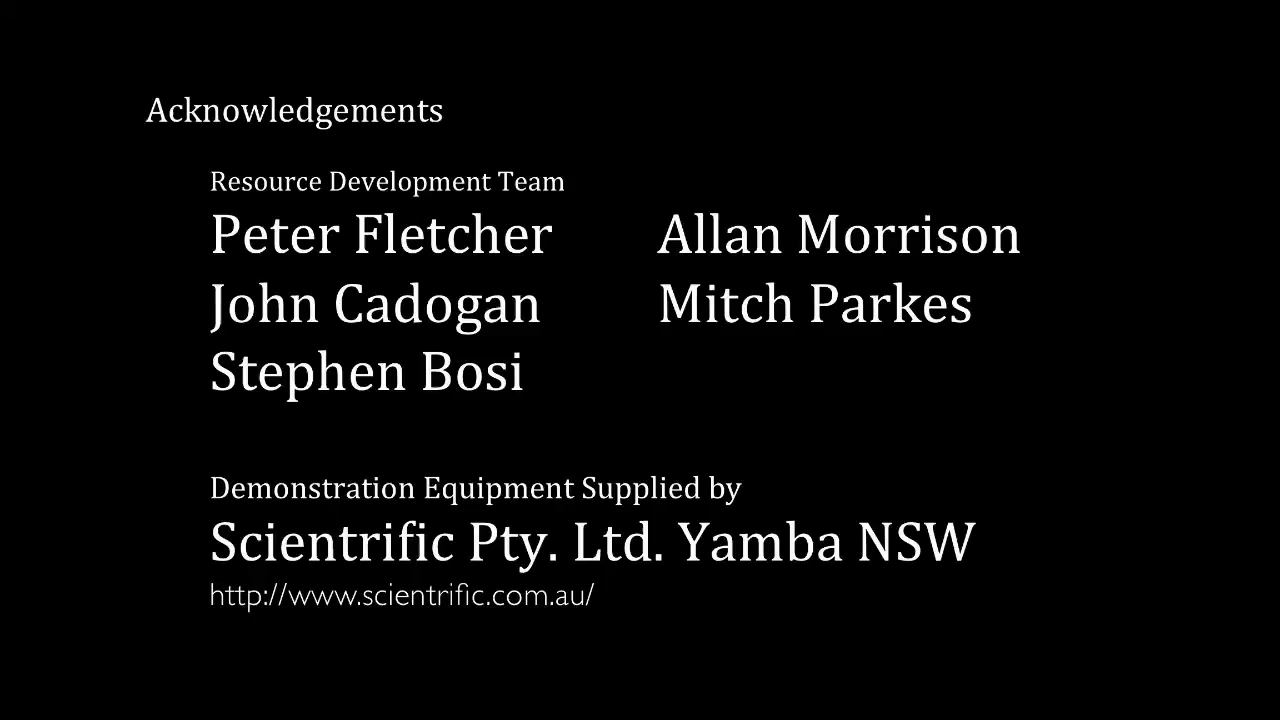 Acknowledgements
Resource Development Team
Peter Fletcher Allan Morrison
John Cadogan Mitch Parkes
Stephen Bosi
Demonstration Equipment Supplied by
Scientrific Pty. Ltd. Yamba NSW
http://www.scientrific.com.au/